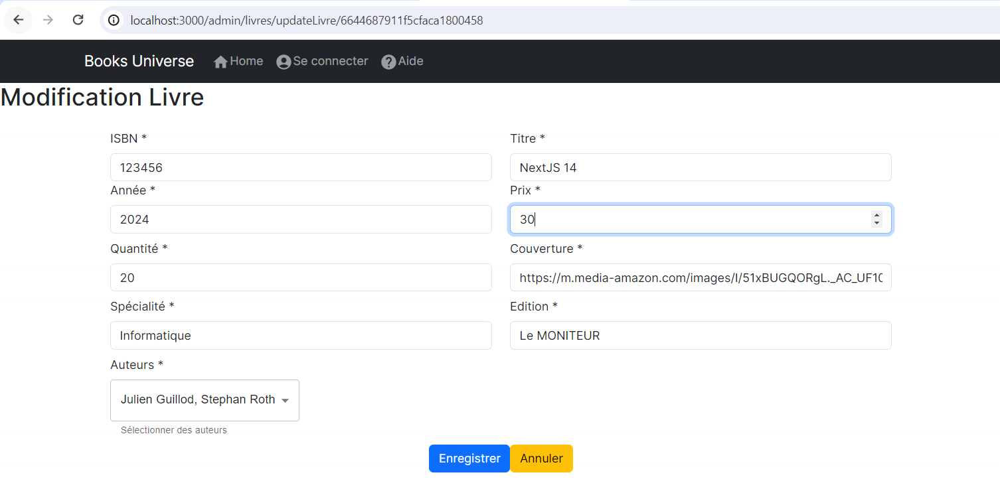 localhost:3000/admin/livres/updateLivre/6644687911f5cfaca1800458
Books Universe Home Se connecter Aide
Modification Livre
ISBN * Titre *
123456 NextJS 14
Année * Prix *
2024 30
Quantité * Couverture *
20 https://m.media-amazon.com/images/I/51xBUGQORgL._AC_UF10
Spécialité * Edition *
Informatique Le MONITEUR
Auteurs *
Julien Guillod, Stephan Roth
Sélectionner des auteurs
Enregistrer Annuler